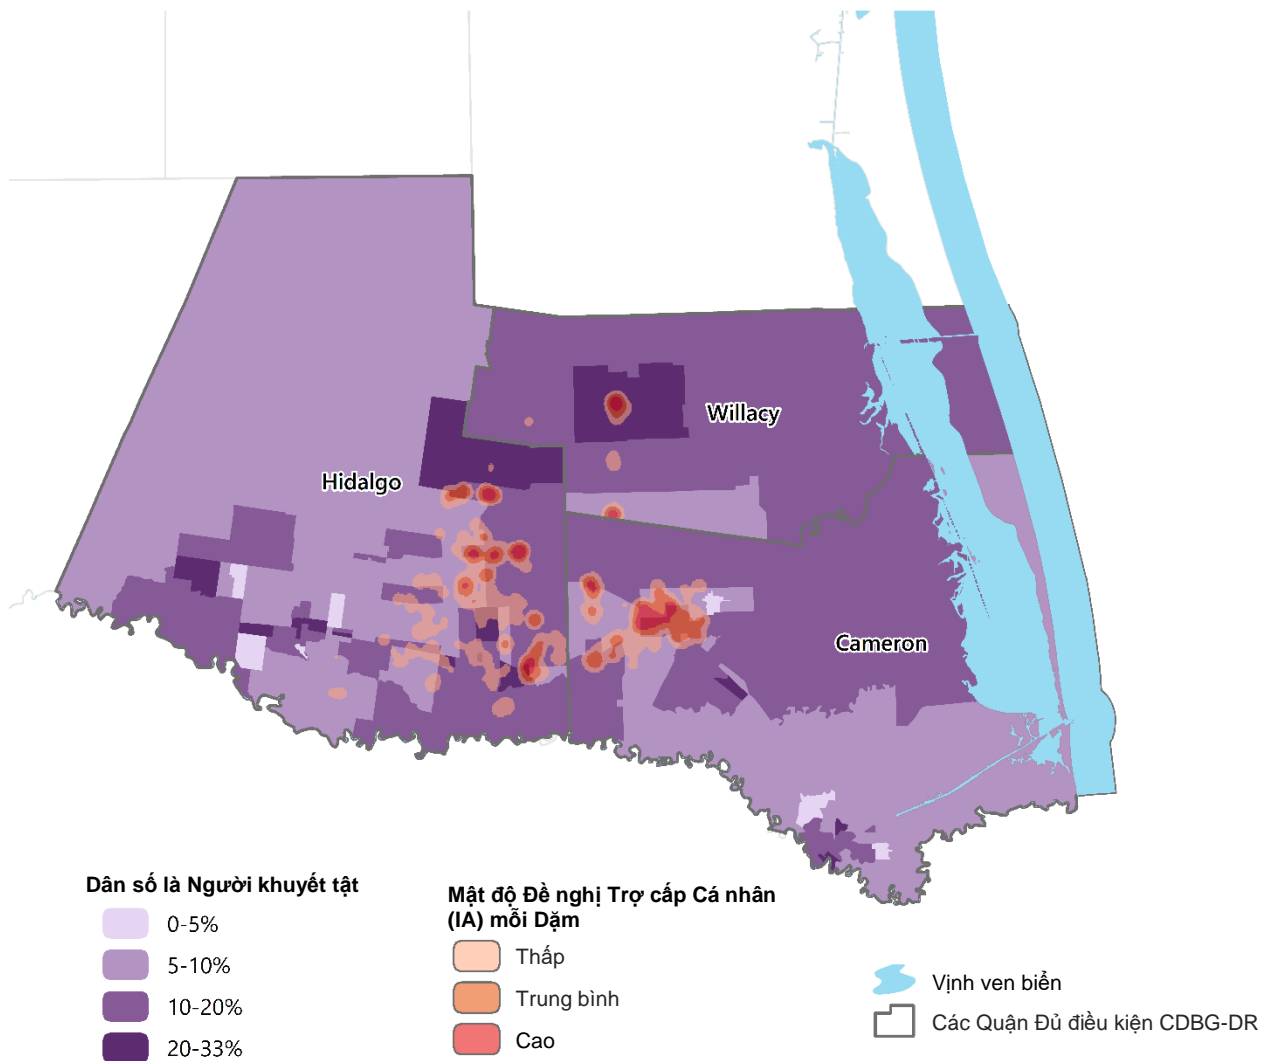 Willacy
Hidalgo
Cameron
Dân số là Người khuyết tật
0-5%
5-10%
10-20%
20-33%
Mật độ Đề nghị Trợ cấp Cá nhân
(IA) mỗi Dặm
Thấp
Trung bình
Cao
Vịnh ven biển
Các Quận Đủ điều kiện CDBG-DR